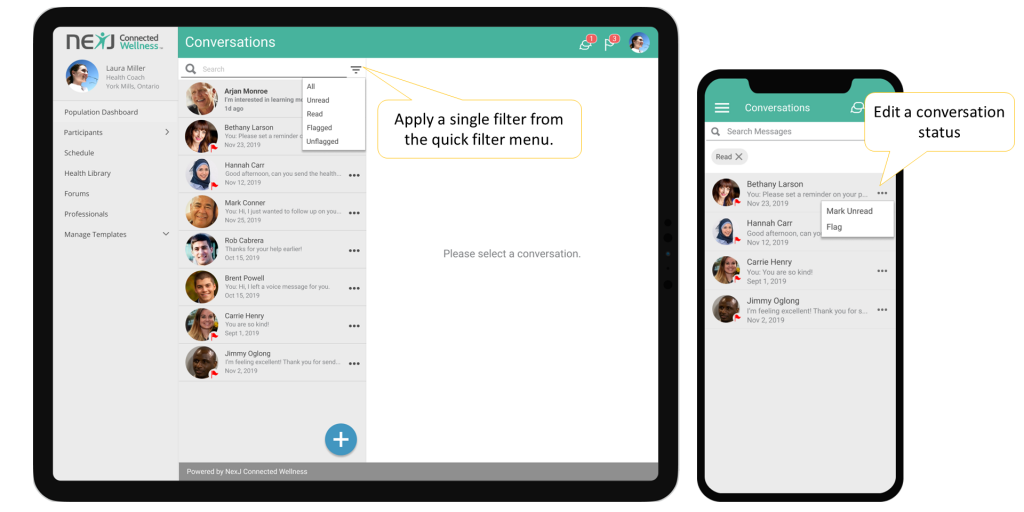 NEXJ Connected Wellness™
Laura Miller
Health Coach
York Mills, Ontario
Population Dashboard
Participants
Schedule
Health Library
Forums
Professionals
Manage Templates
Conversations
1
3
Search
All
Unread
Read
Flagged
Unflagged
Arjan Monroe
I'm interested in learning
1d ago
Bethany Larson
You: Please set a reminder
Nov 23, 2019
Hannah Carr
Good afternoon, can you send the health...
Nov 12, 2019
Mark Conner
You: Hi, I just wanted to follow up on you...
Nov 25, 2019
Rob Cabrera
Thanks for your help earlier!
Oct 15, 2019
Brent Powell
You: Hi, I left a voice message for you.
Oct 15, 2019
Carrie Henry
You are so kind!
Sept 1, 2019
Jimmy Oglong
I'm feeling excellent! Thank you for send...
Nov 2, 2019
Please select a conversation.
Powered by NexJ Connected Wellness
Apply a single filter from
the quick filter menu.
Conversations
Search Messages
Read
Bethany Larson
You: Please set a reminder on your p...
Nov 23, 2019
Mark Unread
Flag
Hannah Carr
Good afternoon, can yo
Nov 12, 2019
Carrie Henry
You: You are so kind!
Sept 1, 2019
Jimmy Oglong
I'm feeling excellent! Thank you for s...
Nov 2, 2019
Edit a conversation
status